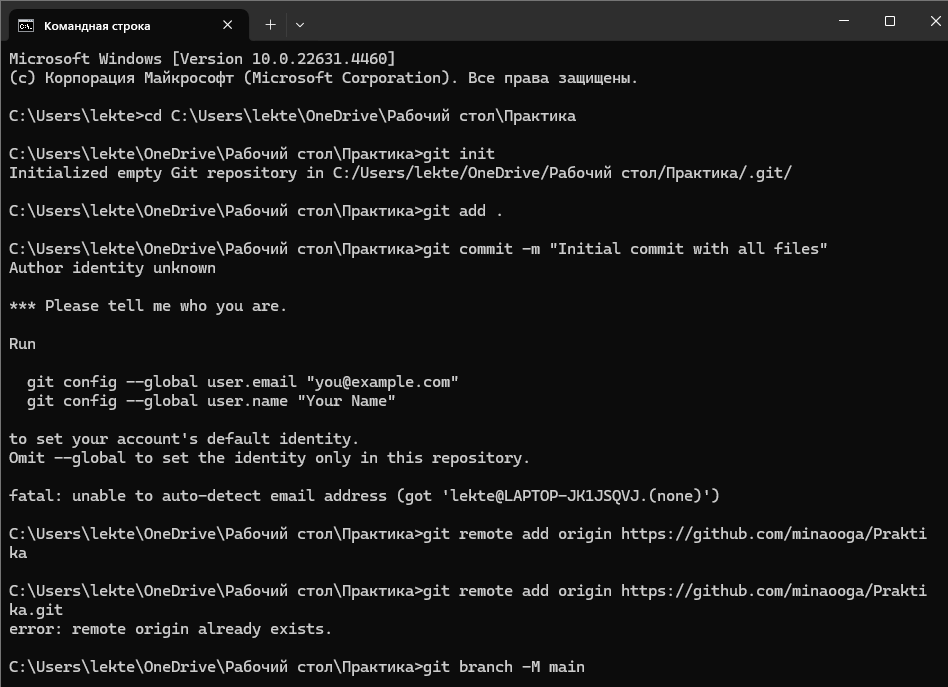 Командная строка
Microsoft Windows [Version 10.0.22631.4460]
(c) Корпорация Майкрософт (Microsoft Corporation). Все права защищены.
C:\Users\lekte>cd C:\Users\lekte\OneDrive\Рабочий стол\Практика
C:\Users\lekte\OneDrive\Рабочий стол\Практика>git init
Initialized empty Git repository in C:/Users/lekte/OneDrive/Рабочий стол/Практика/.git/
C:\Users\lekte\OneDrive\Рабочий стол\Практика>git add .
C:\Users\lekte\OneDrive\Рабочий стол\Практика>git commit -m "Initial commit with all files"
Author identity unknown
*** Please tell me who you are.
Run
  git config --global user.email "you@example.com"
  git config --global user.name "Your Name"
to set your account's default identity.
Omit --global to set the identity only in this repository.
fatal: unable to auto-detect email address (got 'lekte@LAPTOP-JK1JSQVJ.(none)')
C:\Users\lekte\OneDrive\Рабочий стол\Практика>git remote add origin https://github.com/minaooga/Prakti
ka
C:\Users\lekte\OneDrive\Рабочий стол\Практика>git remote add origin https://github.com/minaooga/Prakti
ka.git
error: remote origin already exists.
C:\Users\lekte\OneDrive\Рабочий стол\Практика>git branch -M main